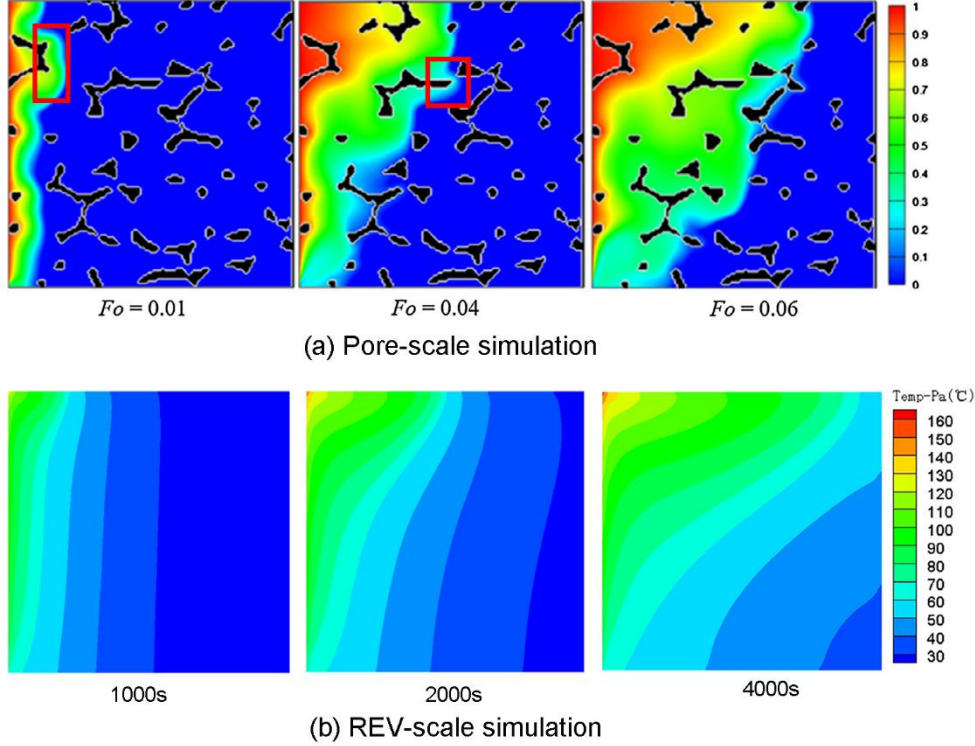 1
0.9
0.8
0.7
0.6
0.5
0.4
0.3
0.2
0.1
0
Fo = 0.01
Fo = 0.04
Fo = 0.06
(a) Pore-scale simulation
Temp-Pa(℃)
160
150
140
130
120
110
100
90
80
70
60
50
40
30
1000s
2000s
4000s
(b) REV-scale simulation